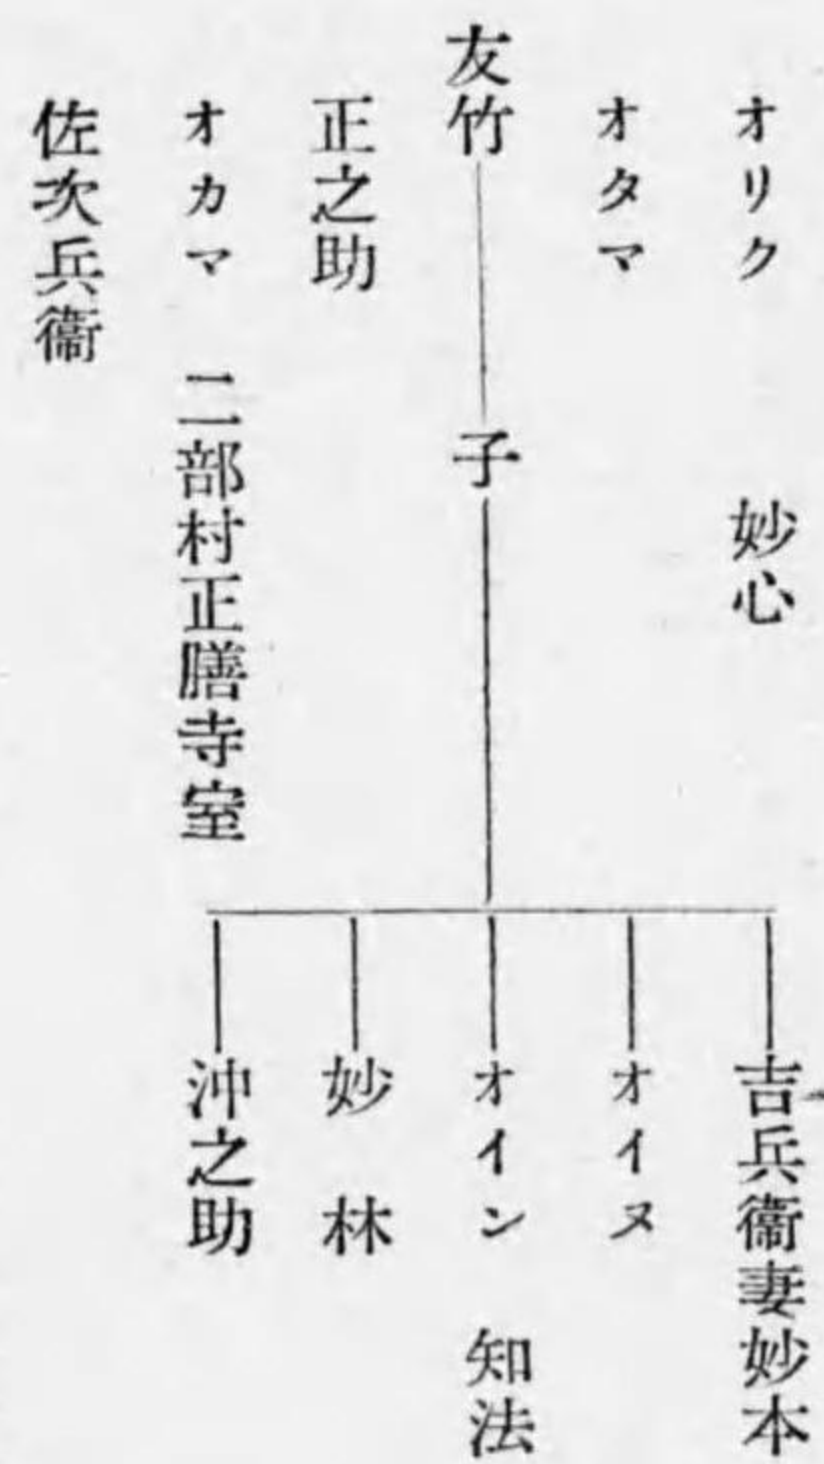 オリク 妙心
オタマ
友竹 子
正之助
オカマ 二部村正膳寺室
佐次兵衞
吉兵衞妻妙本
オイヌ
オイン 知法
妙林
沖之助